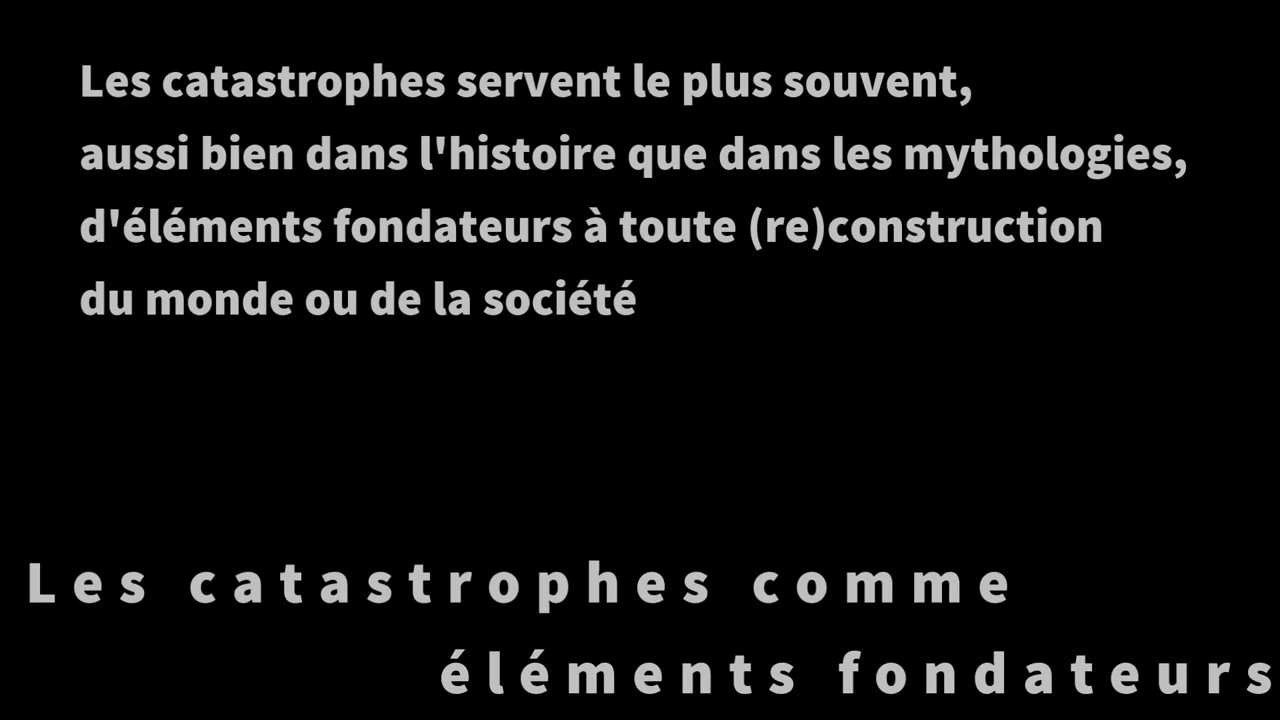 Les catastrophes servent le plus souvent,
aussi bien dans l'histoire que dans les mythologies,
d'éléments fondateurs à toute (re)construction
du monde ou de la société
Les catastrophes comme
éléments fondateurs